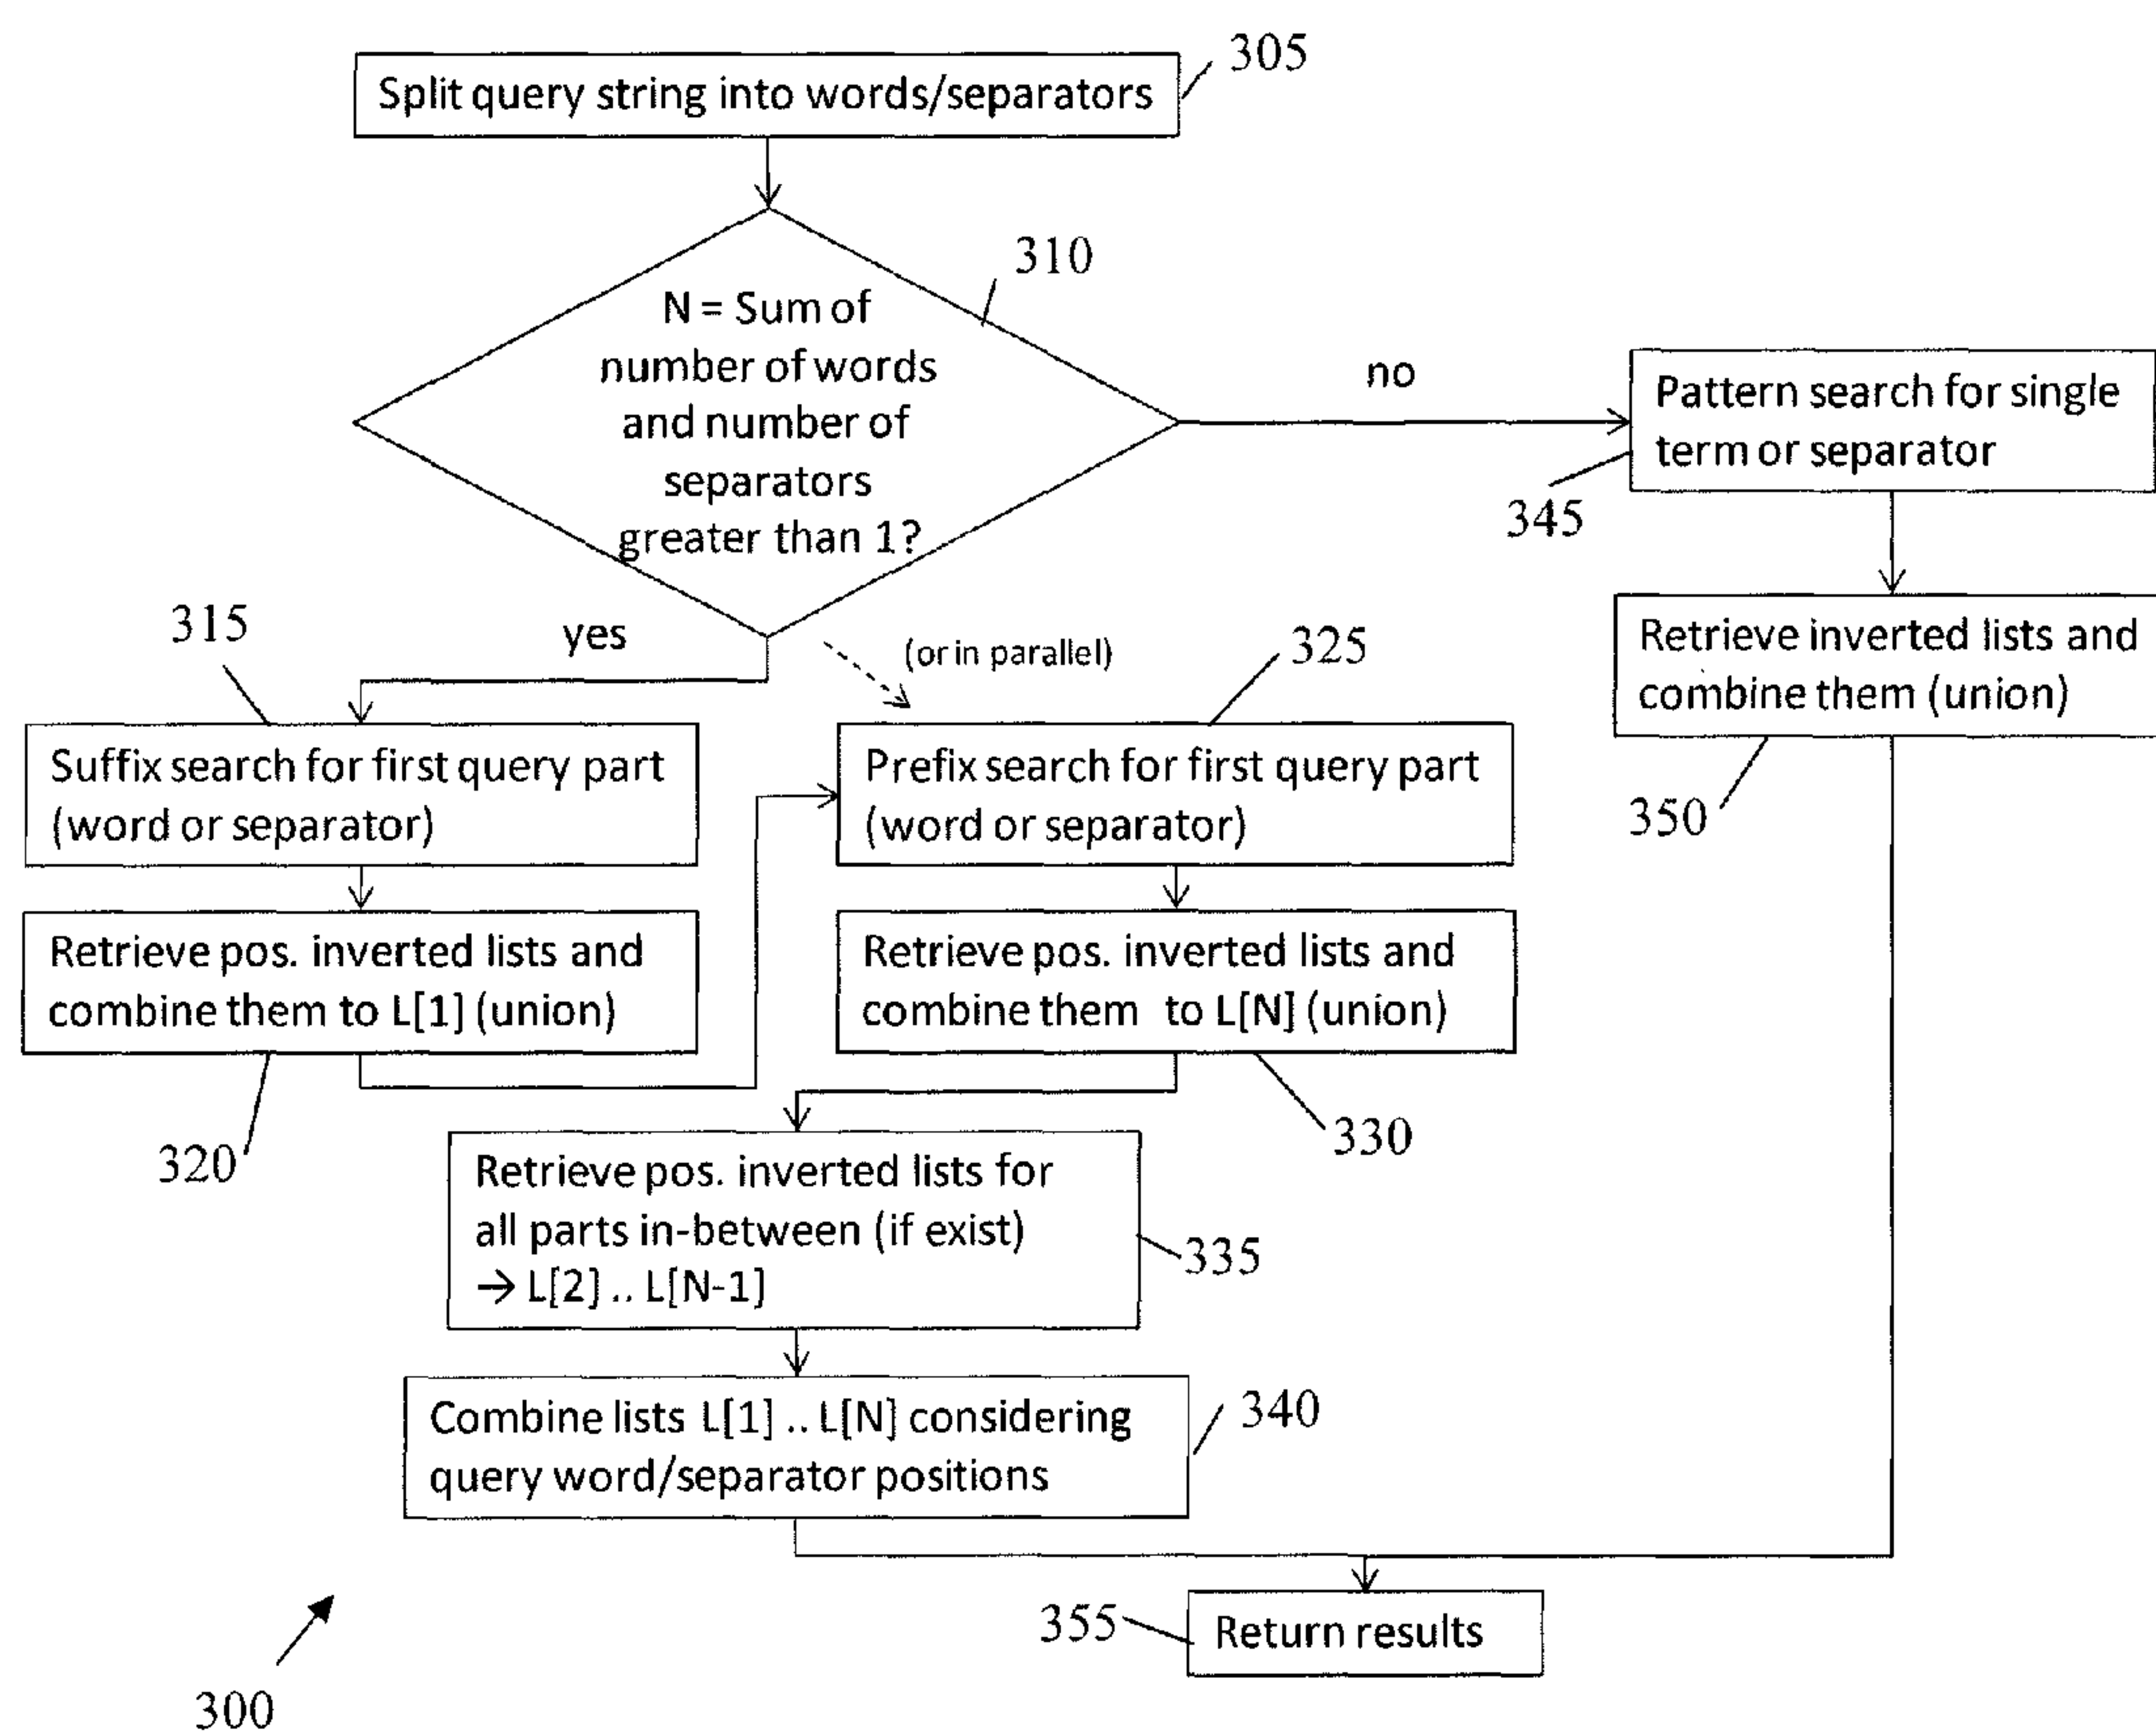 305
Split query string into words/separators
310
N = Sum of
number of words
and number of
separators
greater than 1?
no
Pattern search for single
term or separator
345
315
yes
(or in parallel)
325
Retrieve inverted lists and
combine them (union)
350
Suffix search for first query part
(word or separator)
Prefix search for first query part
(word or separator)
Retrieve pos. inverted lists and
combine them to L[1] (union)
Retrieve pos. inverted lists and
combine them to L[N] (union)
320
330
Retrieve pos. inverted lists for
all parts in-between (if exist)
→ L[2] .. L[N-1]
335
Combine lists L[1] .. L[N] considering
query word/separator positions
340
355
Return results
300